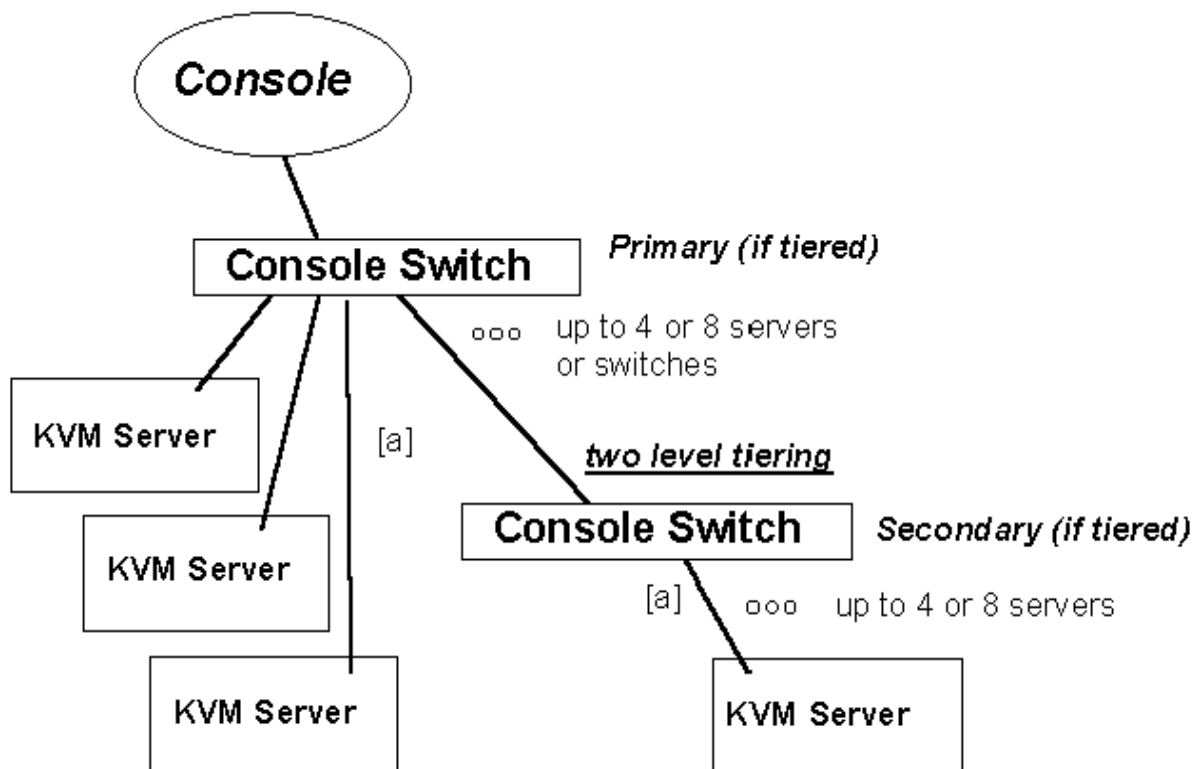 Console
Console Switch
Primary (if tiered)
ooo up to 4 or 8 servers
or switches
KVM Server
[a]
two level tiering
Console Switch
Secondary (if tiered)
KVM Server
[a]
ooo up to 4 or 8 servers
KVM Server
KVM Server